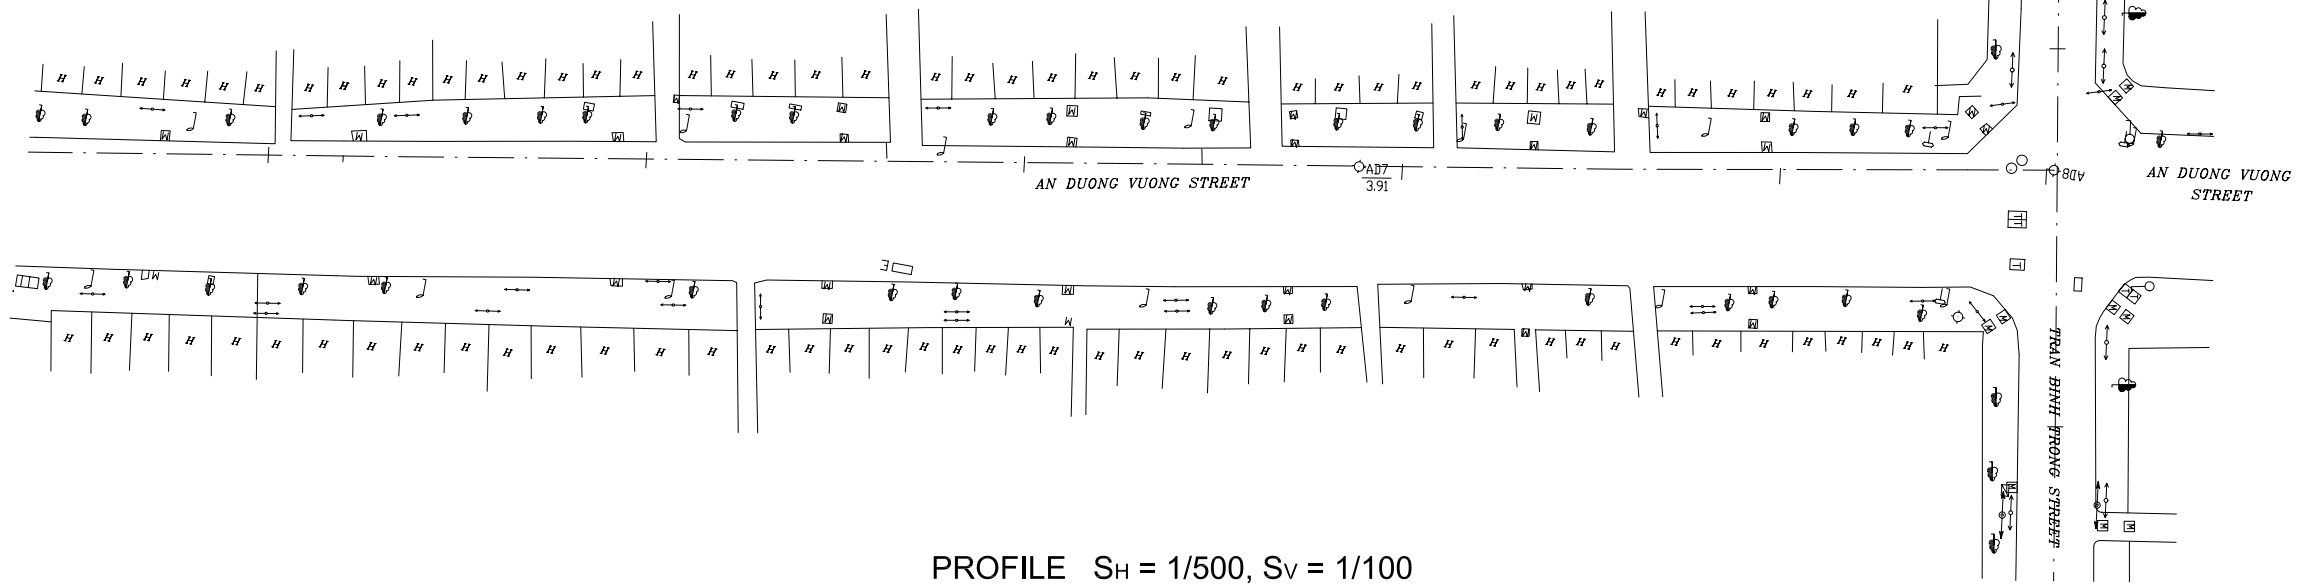 H H H H H H H H H H H H H H H H H H H H H H H H H H H H H H H H H H H H H H H H H H
M M M M M M M M M M M
M M M M M M M M M
AN DUONG VUONG STREET
AD7
3.91
AD8
AN DUONG VUONG
STREET
TT
T
E
W M M M M M M
M W M M M
H H H H H H H H H H H H H H H H H H H H H H H H H H H H H H H H H H H H H H H H H H
TRAN BINH TRONG STREET
M M M
PROFILE SH = 1/500, SV = 1/100